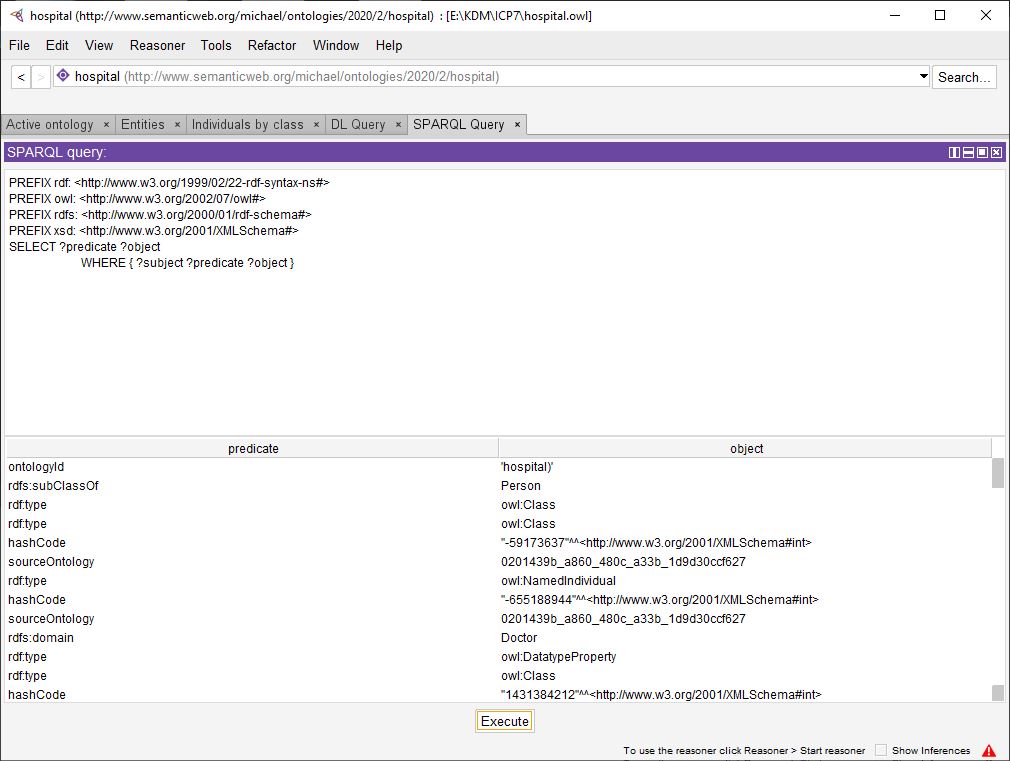 hospital (http://www.semanticweb.org/michael/ontologies/2020/2/hospital) : [E:\KDM\ICP7\hospital.owl]
File Edit View Reasoner Tools Refactor Window Help
< > hospital (http://www.semanticweb.org/michael/ontologies/2020/2/hospital) Search...
Active ontology × Entities × Individuals by class × DL Query × SPARQL Query ×
SPARQL query:
PREFIX rdf: <http://www.w3.org/1999/02/22-rdf-syntax-ns#>
PREFIX owl: <http://www.w3.org/2002/07/owl#>
PREFIX rdfs: <http://www.w3.org/2000/01/rdf-schema#>
PREFIX xsd: <http://www.w3.org/2001/XMLSchema#>
SELECT ?predicate ?object
WHERE { ?subject ?predicate ?object }
predicate object
ontologyId 'hospital)'
rdfs:subClassOf Person
rdf:type owl:Class
rdf:type owl:Class
hashCode "-59173637"^^<http://www.w3.org/2001/XMLSchema#int>
sourceOntology 0201439b_a860_480c_a33b_1d9d30ccf627
rdf:type owl:NamedIndividual
hashCode "-655188944"^^<http://www.w3.org/2001/XMLSchema#int>
sourceOntology 0201439b_a860_480c_a33b_1d9d30ccf627
rdfs:domain Doctor
rdf:type owl:DatatypeProperty
rdf:type owl:Class
hashCode "1431384212"^^<http://www.w3.org/2001/XMLSchema#int>
Execute
To use the reasoner click Reasoner > Start reasoner Show Inferences